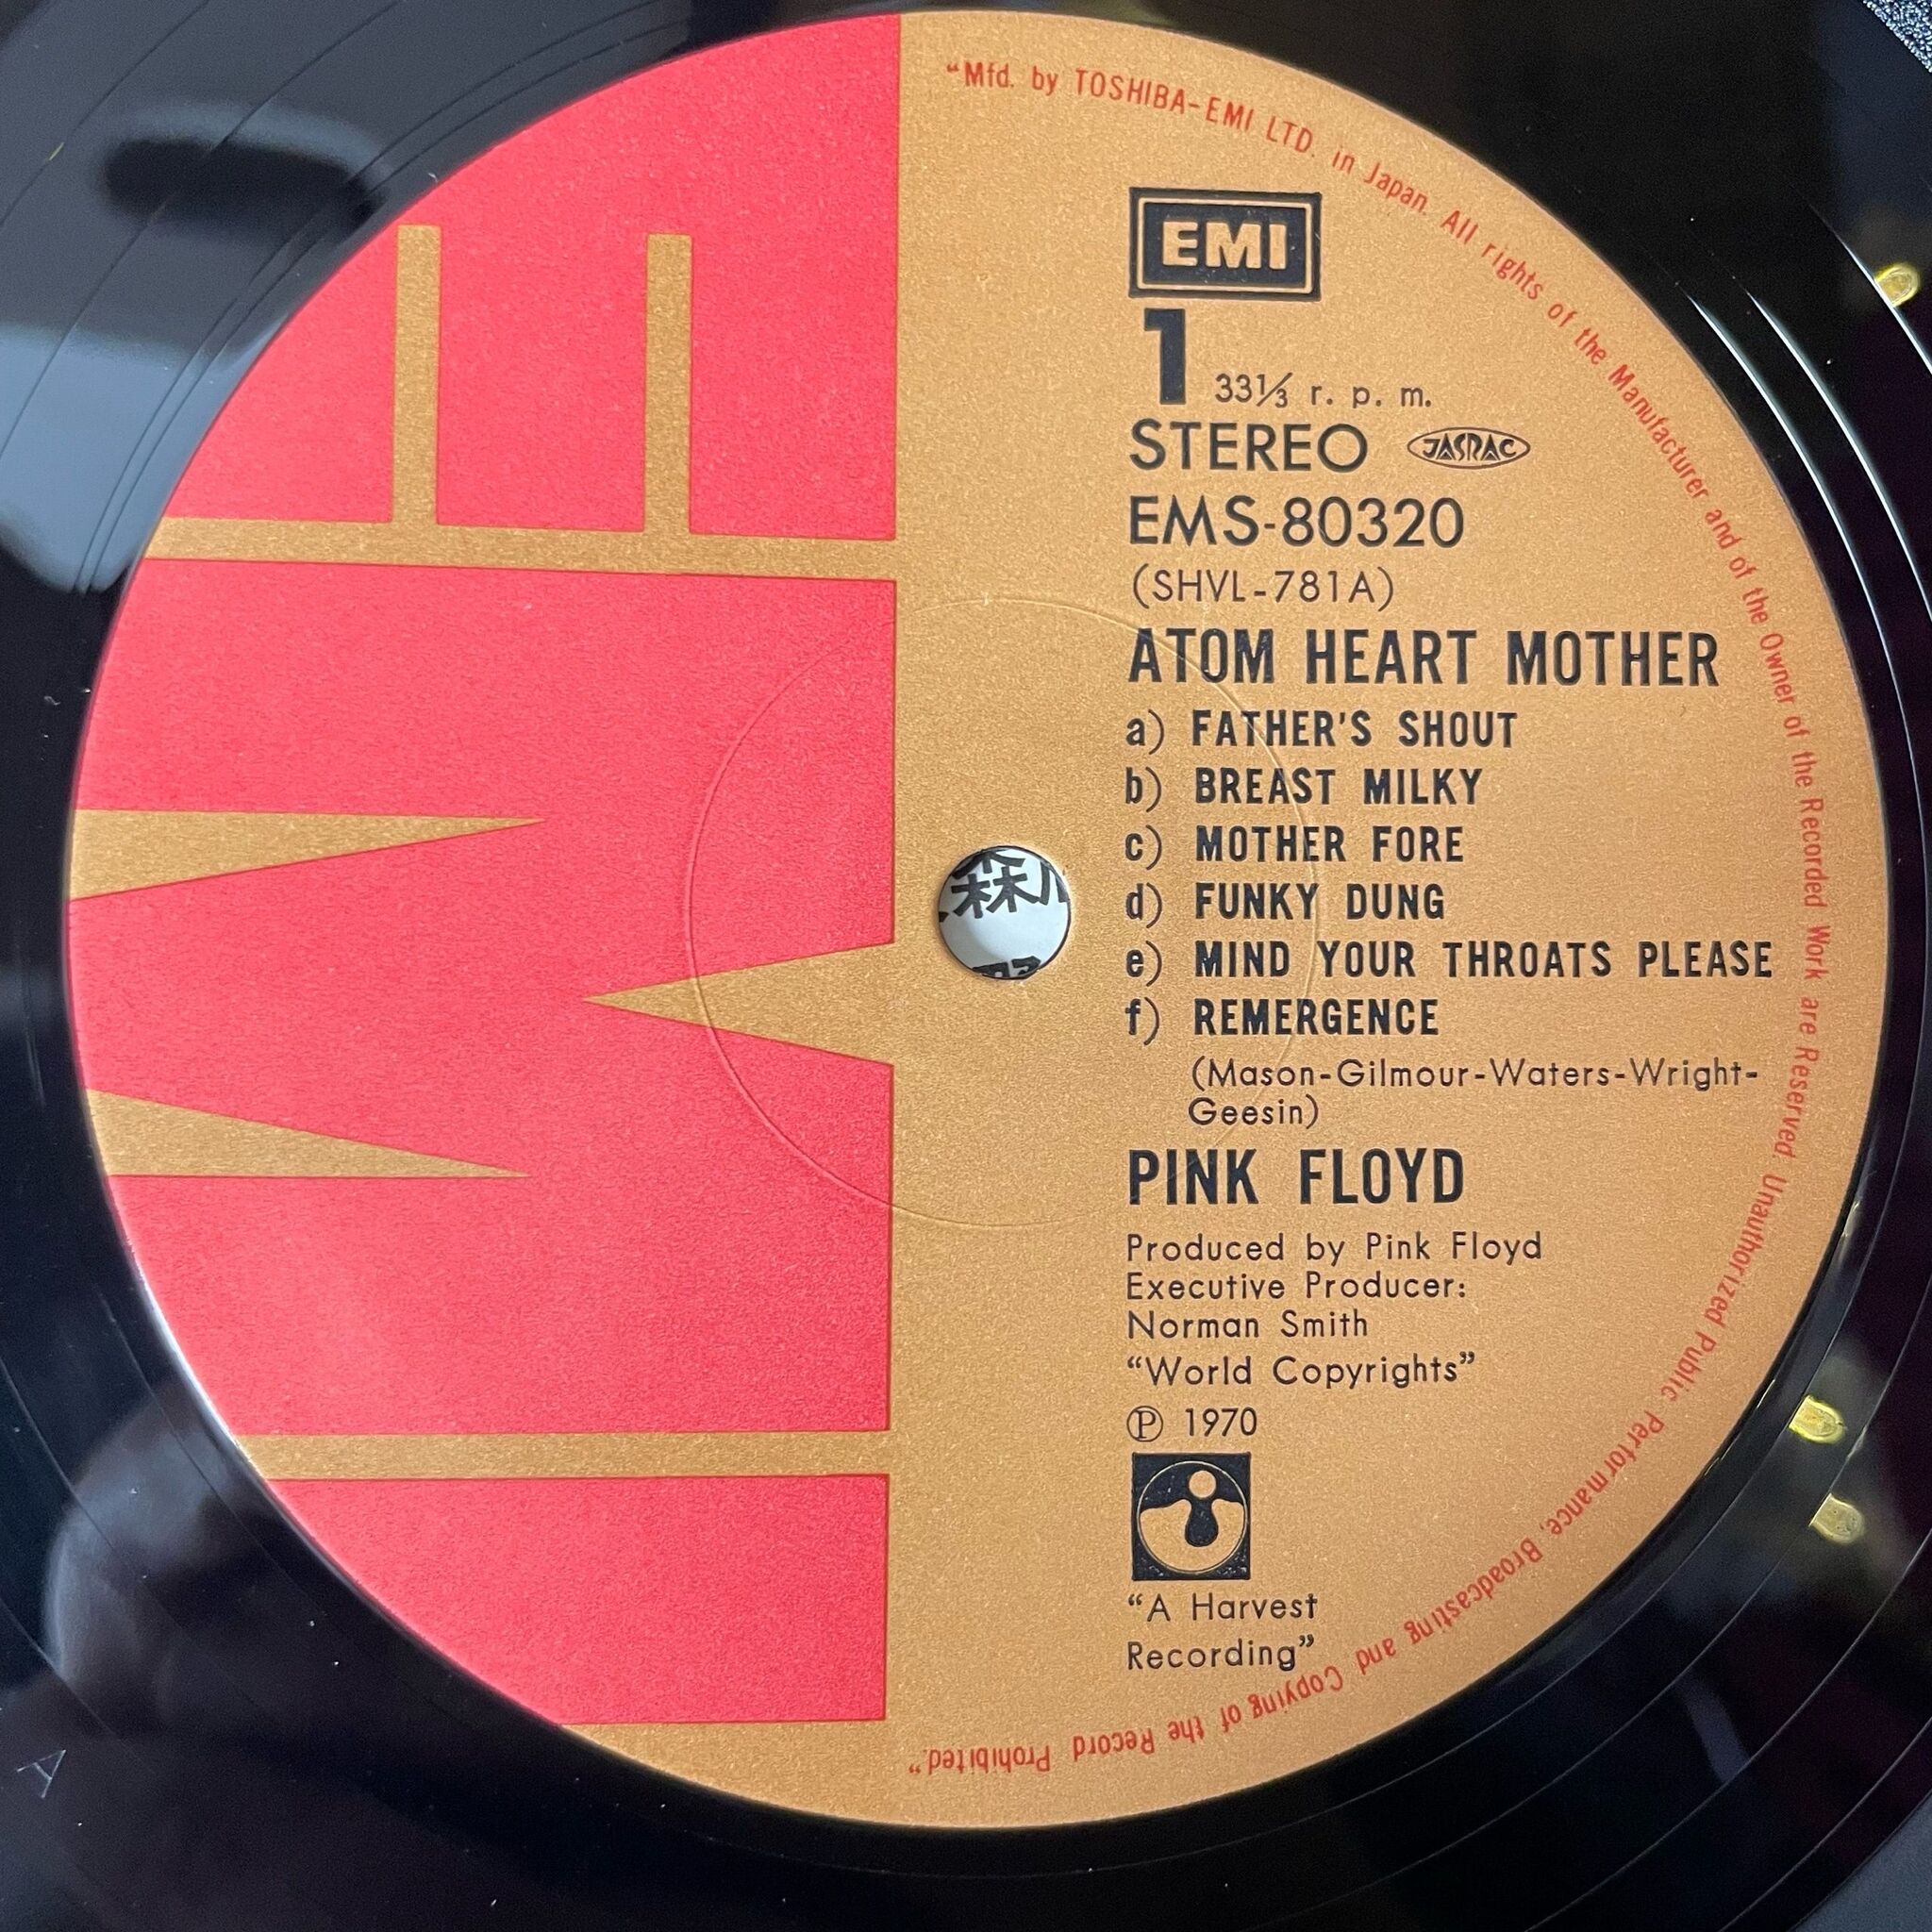 "Mfd. by TOSHIBA-EMI LTD. in Japan. All rights of the Manufacturer and of the Owner of the Recorded Work are Reserved. Unauthorized Public Performance, Broadcasting and Copying of the Record Prohibited."
EMI
1 33⅓ r. p. m.
STEREO JASRAC
EMS-80320
(SHVL-781A)
ATOM HEART MOTHER
a) FATHER'S SHOUT
b) BREAST MILKY
c) MOTHER FORE
d) FUNKY DUNG
e) MIND YOUR THROATS PLEASE
f) REMERGENCE
(Mason-Gilmour-Waters-Wright-
Geesin)
PINK FLOYD
Produced by Pink Floyd
Executive Producer:
Norman Smith
"World Copyrights"
Ⓟ 1970
"A Harvest
Recording"
EMI
森
A